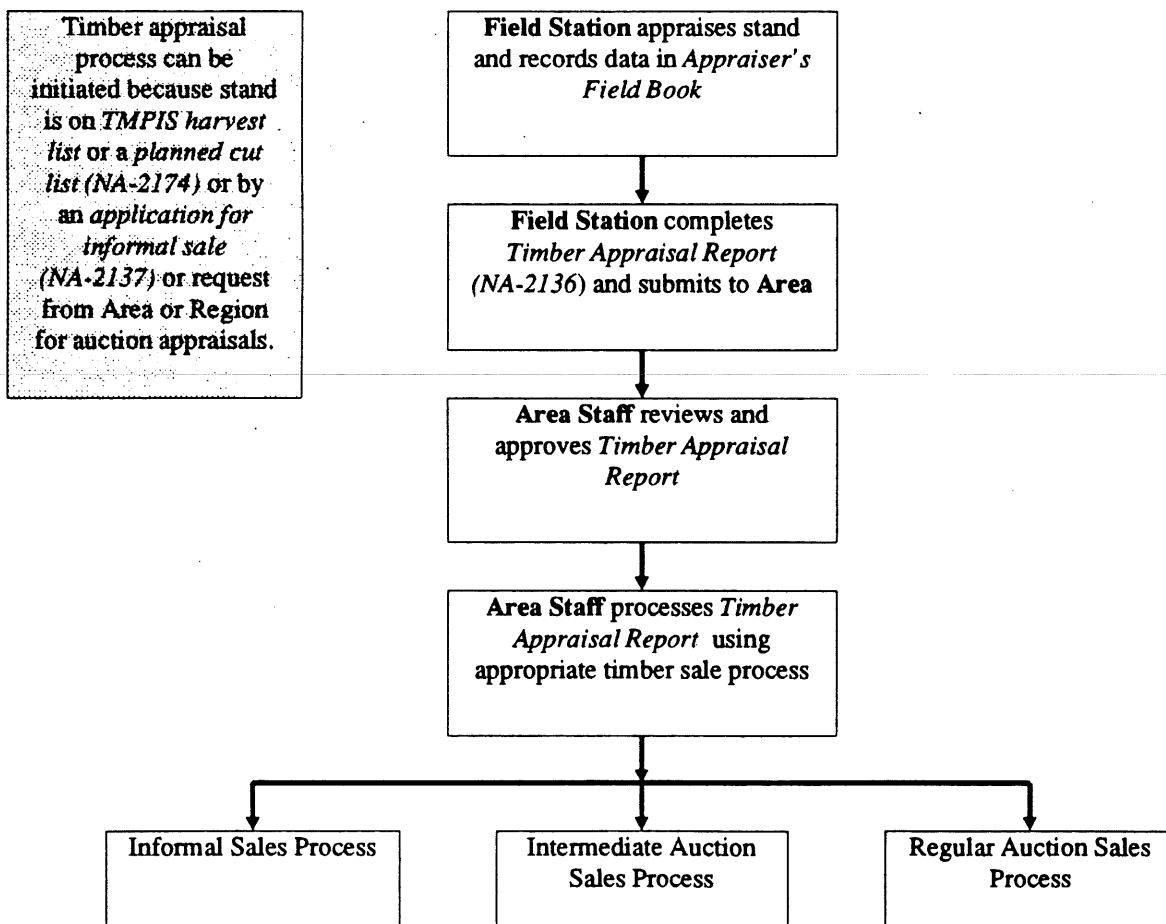 Timber appraisal
process can be
initiated because stand
is on TMPIS harvest
list or a planned cut
list (NA-2174) or by
an application for
informal sale
(NA-2137) or request
from Area or Region
for auction appraisals.
Field Station appraises stand
and records data in Appraiser's
Field Book
Field Station completes
Timber Appraisal Report
(NA-2136) and submits to Area
Area Staff reviews and
approves Timber Appraisal
Report
Area Staff processes Timber
Appraisal Report using
appropriate timber sale process
Informal Sales Process
Intermediate Auction
Sales Process
Regular Auction Sales
Process